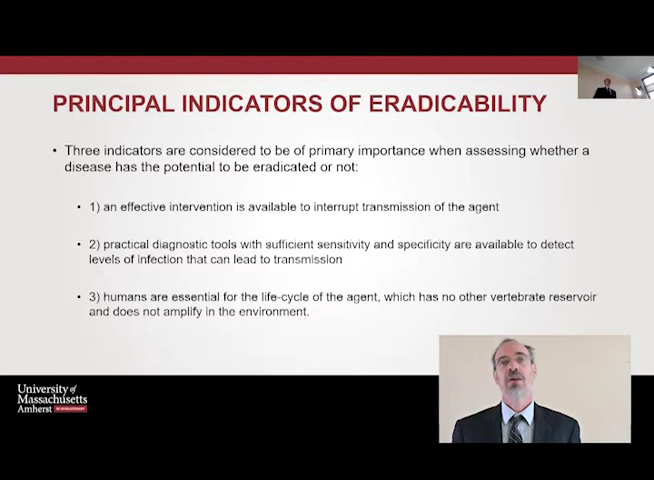 PRINCIPAL INDICATORS OF ERADICABILITY
• Three indicators are considered to be of primary importance when assessing whether a
disease has the potential to be eradicated or not:
• 1) an effective intervention is available to interrupt transmission of the agent
• 2) practical diagnostic tools with sufficient sensitivity and specificity are available to detect
levels of infection that can lead to transmission
• 3) humans are essential for the life-cycle of the agent, which has no other vertebrate reservoir
and does not amplify in the environment.
University of
Massachusetts
Amherst BE REVOLUTIONARY